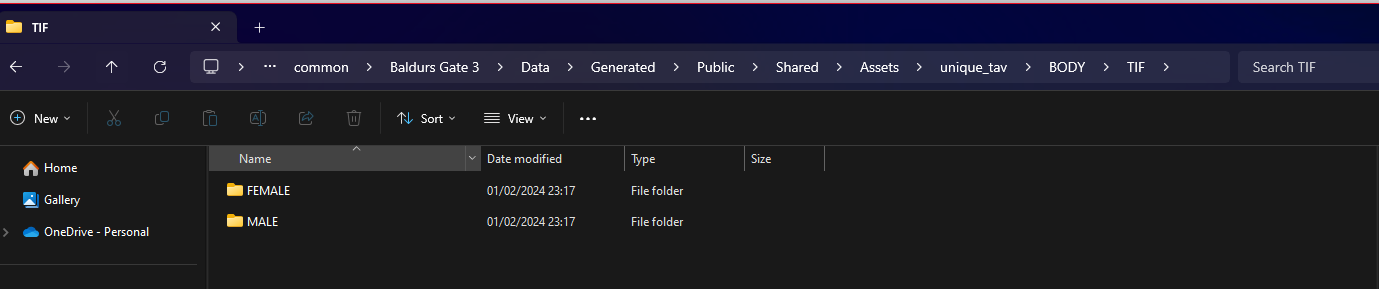 TIF
common Baldurs Gate 3 Data Generated Public Shared Assets unique_tav BODY TIF Search TIF
New Sort View
Name Date modified Type Size
Home
FEMALE 01/02/2024 23:17 File folder
Gallery
MALE 01/02/2024 23:17 File folder
OneDrive - Personal